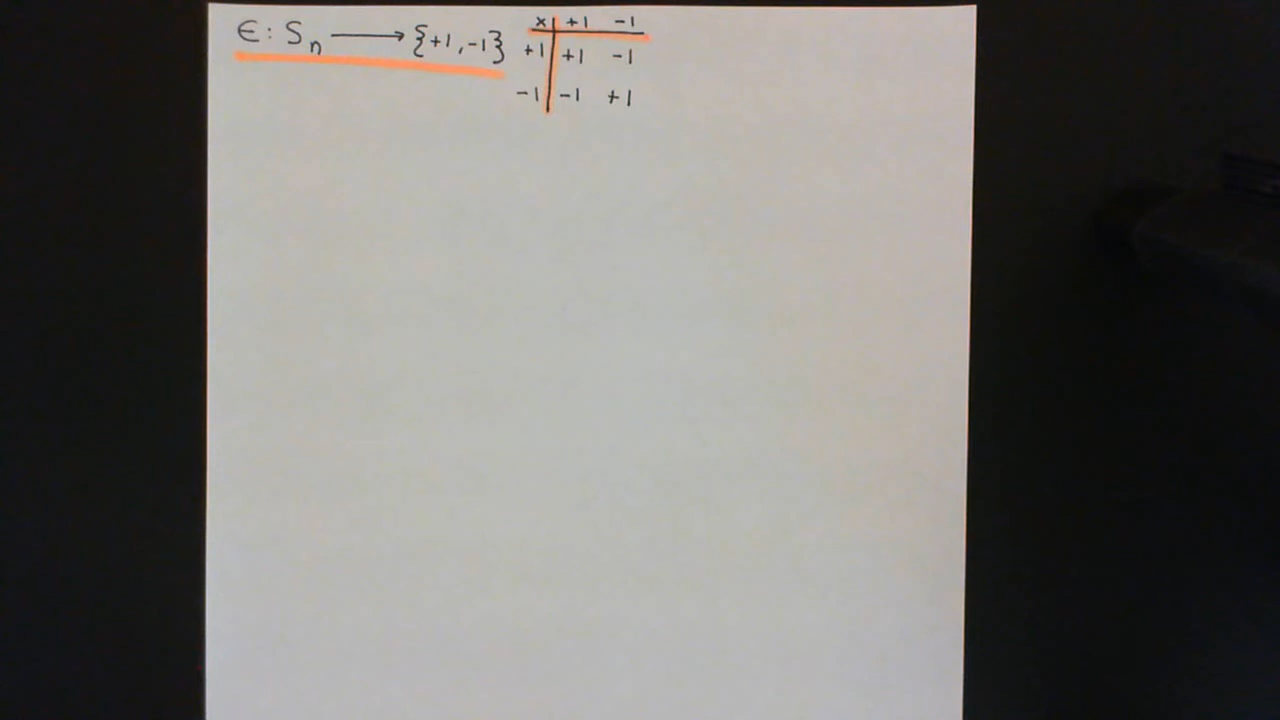 ∈ : Sₙ ⟶ {+1, -1}
x | +1 -1
+1 | +1 -1
-1 | -1 +1